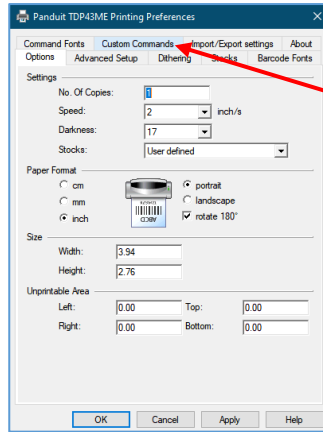 Panduit TDP43ME Printing Preferences
Command Fonts Custom Commands Import/Export settings About
Options Advanced Setup Dithering Stocks Barcode Fonts
Settings
No. Of Copies: 1
Speed: 2 inch/s
Darkness: 17
Stocks: User defined
Paper Format
cm portrait
mm landscape
inch rotate 180°
Size
Width: 3.94
Height: 2.76
Unprintable Area
Left: 0.00 Top: 0.00
Right: 0.00 Bottom: 0.00
OK Cancel Apply Help